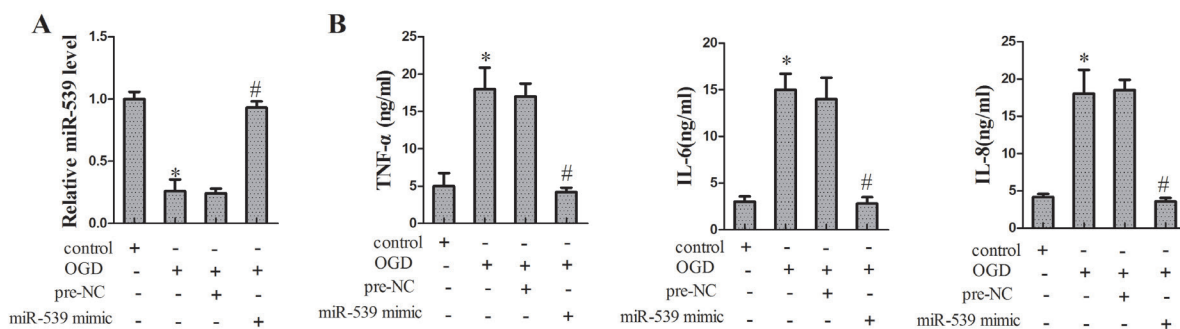 A
Relative miR-539 level
1.5
1.0
0.5
0.0
*
#
control + - - -
OGD - + + +
pre-NC - - + -
miR-539 mimic - - - +
B
TNF-α (ng/ml)
25
20
15
10
5
0
*
#
control + - - -
OGD - + + +
pre-NC - - + -
miR-539 mimic - - - +
IL-6(ng/ml)
20
15
10
5
0
*
#
control + - - -
OGD - + + +
pre-NC - - + -
miR-539 mimic - - - +
IL-8(ng/ml)
25
20
15
10
5
0
*
#
control + - - -
OGD - + + +
pre-NC - - + -
miR-539 mimic - - - +